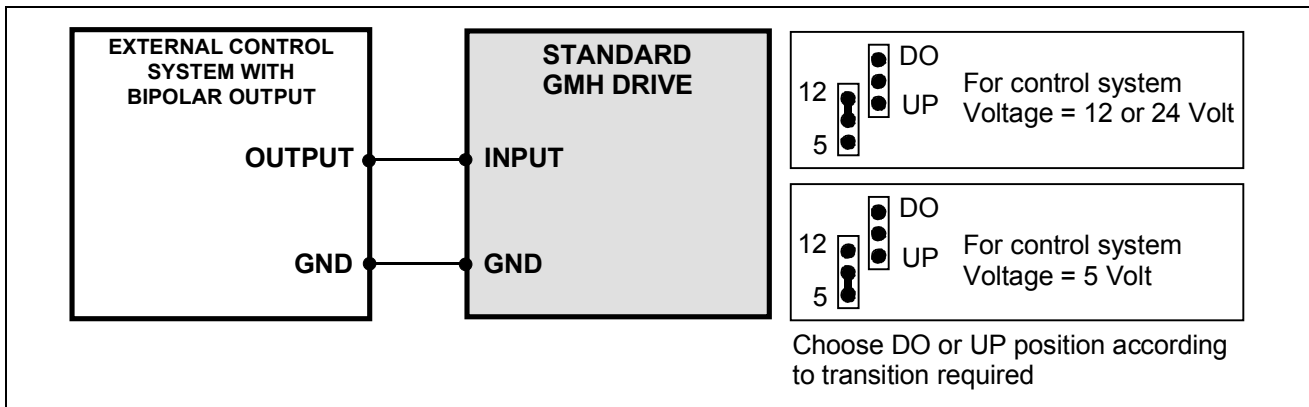 EXTERNAL CONTROL
SYSTEM WITH
BIPOLAR OUTPUT
OUTPUT
GND
STANDARD
GMH DRIVE
INPUT
GND
DO
12
UP
5
For control system
Voltage = 12 or 24 Volt
DO
12
UP
5
For control system
Voltage = 5 Volt
Choose DO or UP position according
to transition required